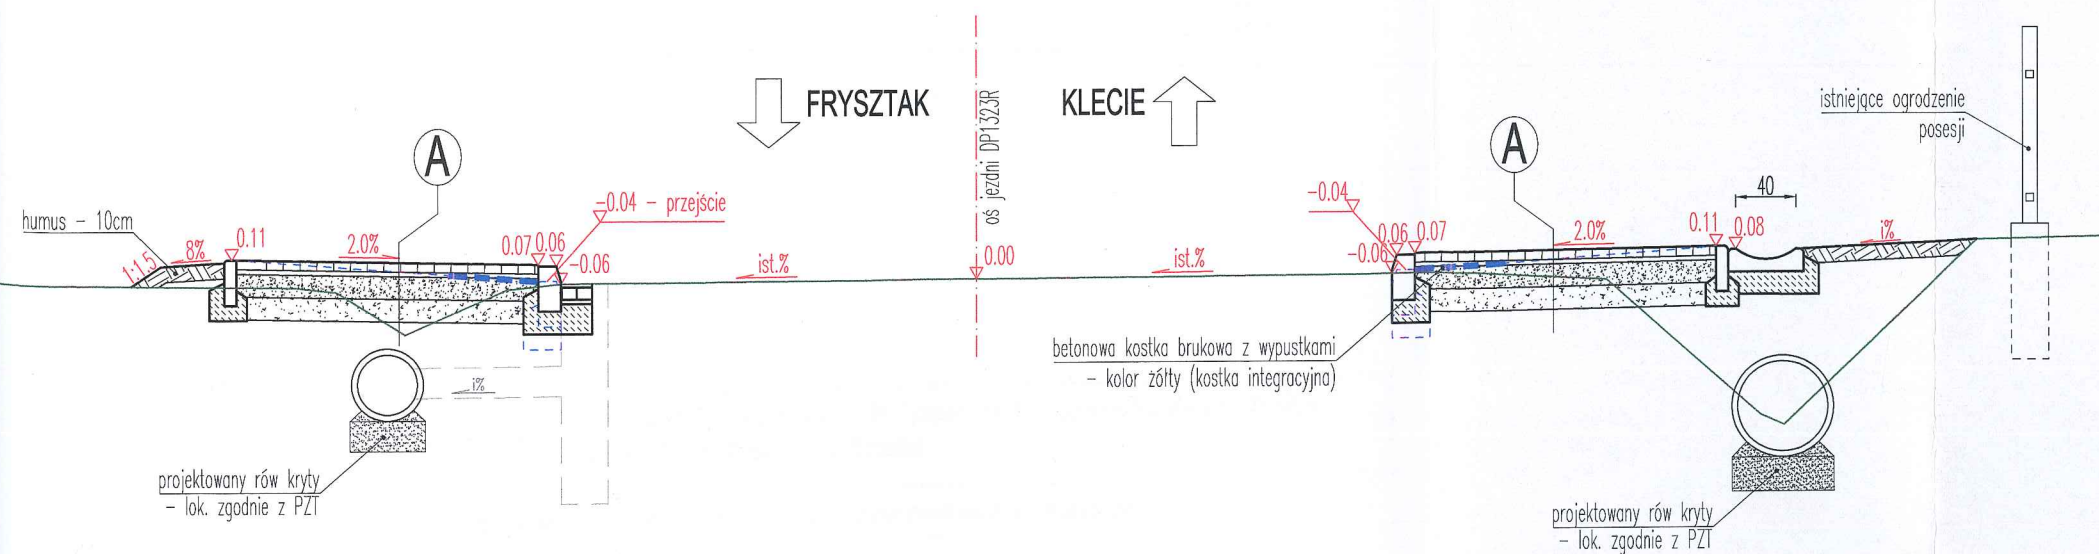 FRYSZTAK
oś jezdni DP1323R
KLECIE
istniejące ogrodzenie
posesji
A
A
40
-0.04 - przejście
-0.04
humus - 10cm
1:1.5
8%
0.11
2.0%
0.07
0.06
-0.06
ist.%
0.00
ist.%
0.06
0.07
-0.06
2.0%
0.11
0.08
i%
betonowa kostka brukowa z wypustkami
- kolor żółty (kostka integracyjna)
i%
projektowany rów kryty
- lok. zgodnie z PZT
projektowany rów kryty
- lok. zgodnie z PZT